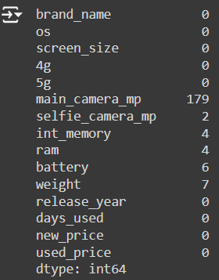 brand_name 0
os 0
screen_size 0
4g 0
5g 0
main_camera_mp 179
selfie_camera_mp 2
int_memory 4
ram 4
battery 6
weight 7
release_year 0
days_used 0
new_price 0
used_price 0
dtype: int64